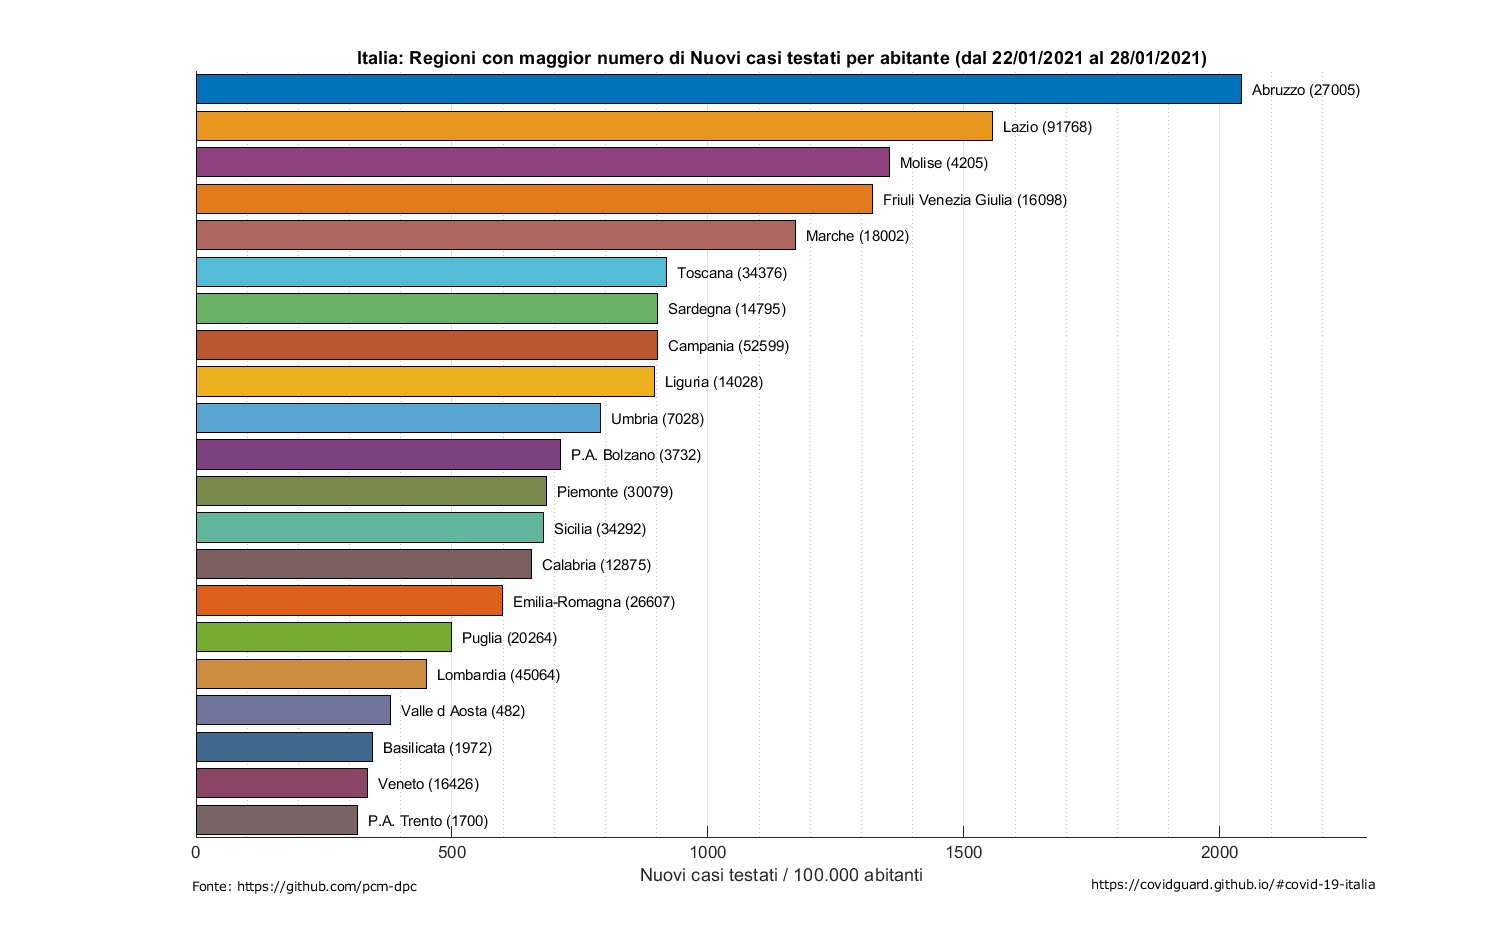 Italia: Regioni con maggior numero di Nuovi casi testati per abitante (dal 22/01/2021 al 28/01/2021)
Abruzzo (27005)
Lazio (91768)
Molise (4205)
Friuli Venezia Giulia (16098)
Marche (18002)
Toscana (34376)
Sardegna (14795)
Campania (52599)
Liguria (14028)
Umbria (7028)
P.A. Bolzano (3732)
Piemonte (30079)
Sicilia (34292)
Calabria (12875)
Emilia-Romagna (26607)
Puglia (20264)
Lombardia (45064)
Valle d Aosta (482)
Basilicata (1972)
Veneto (16426)
P.A. Trento (1700)
0 500 1000 1500 2000
Nuovi casi testati / 100.000 abitanti
Fonte: https://github.com/pcm-dpc
https://covidguard.github.io/#covid-19-italia